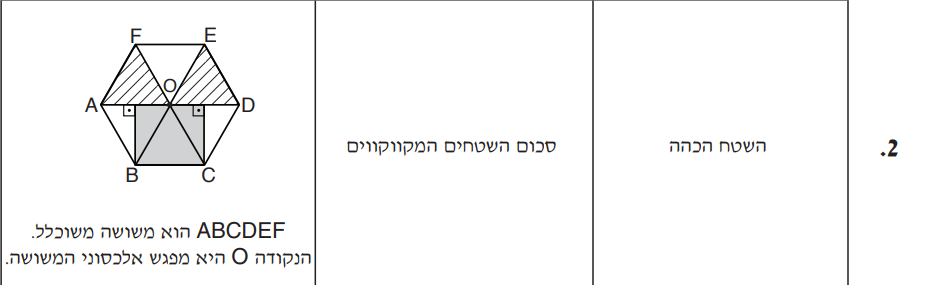 .2
השטח הכהה
סכום השטחים המקווקווים
F E
A O D
B C
ABCDEF הוא משושה משוכלל.
הנקודה O היא מפגש אלכסוני המשושה.